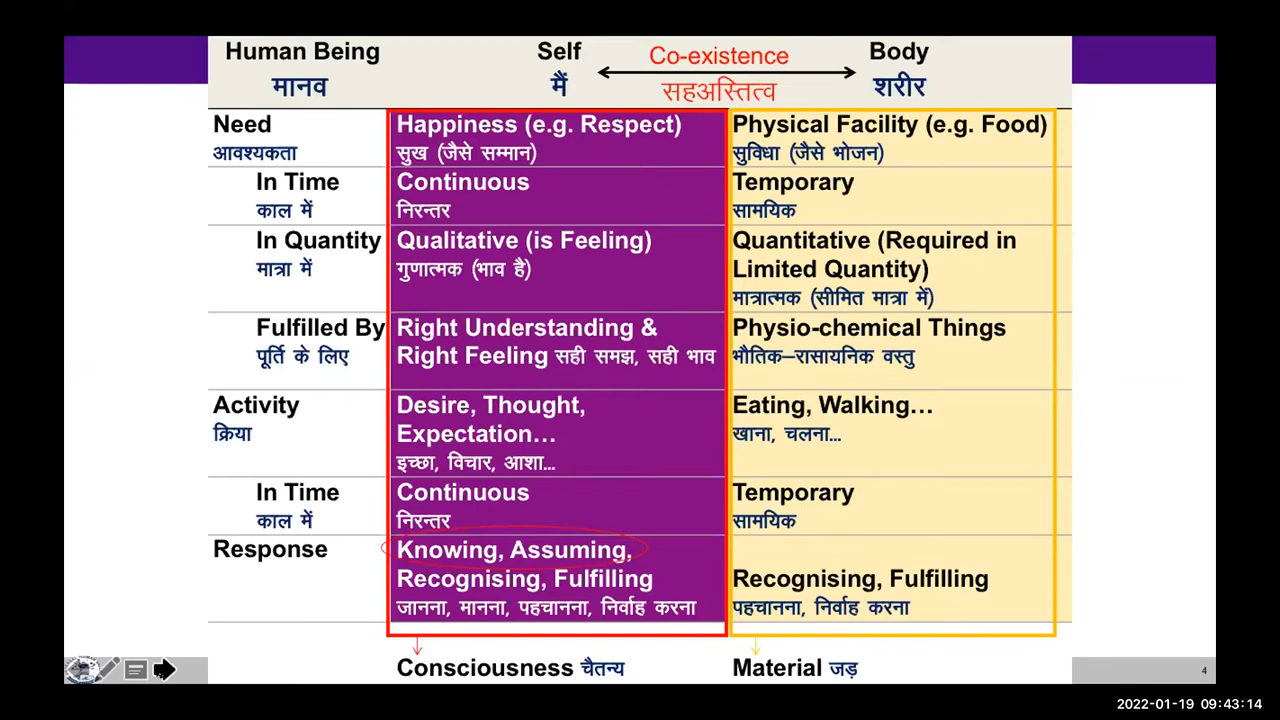 Human Being Self Co-existence Body
मानव मैं सहअस्तित्व शरीर
Need Happiness (e.g. Respect) Physical Facility (e.g. Food)
आवश्यकता सुख (जैसे सम्मान) सुविधा (जैसे भोजन)
In Time Continuous Temporary
काल में निरन्तर सामयिक
In Quantity Qualitative (is Feeling) Quantitative (Required in
मात्रा में गुणात्मक (भाव है) Limited Quantity)
मात्रात्मक (सीमित मात्रा में)
Fulfilled By Right Understanding & Physio-chemical Things
पूर्ति के लिए Right Feeling सही समझ, सही भाव भौतिक–रासायनिक वस्तु
Activity Desire, Thought, Eating, Walking…
क्रिया Expectation… खाना, चलना…
इच्छा, विचार, आशा…
In Time Continuous Temporary
काल में निरन्तर सामयिक
Response Knowing, Assuming,
Recognising, Fulfilling Recognising, Fulfilling
जानना, मानना, पहचानना, निर्वाह करना पहचानना, निर्वाह करना
Consciousness चैतन्य Material जड़
4
2022-01-19 09:43:14